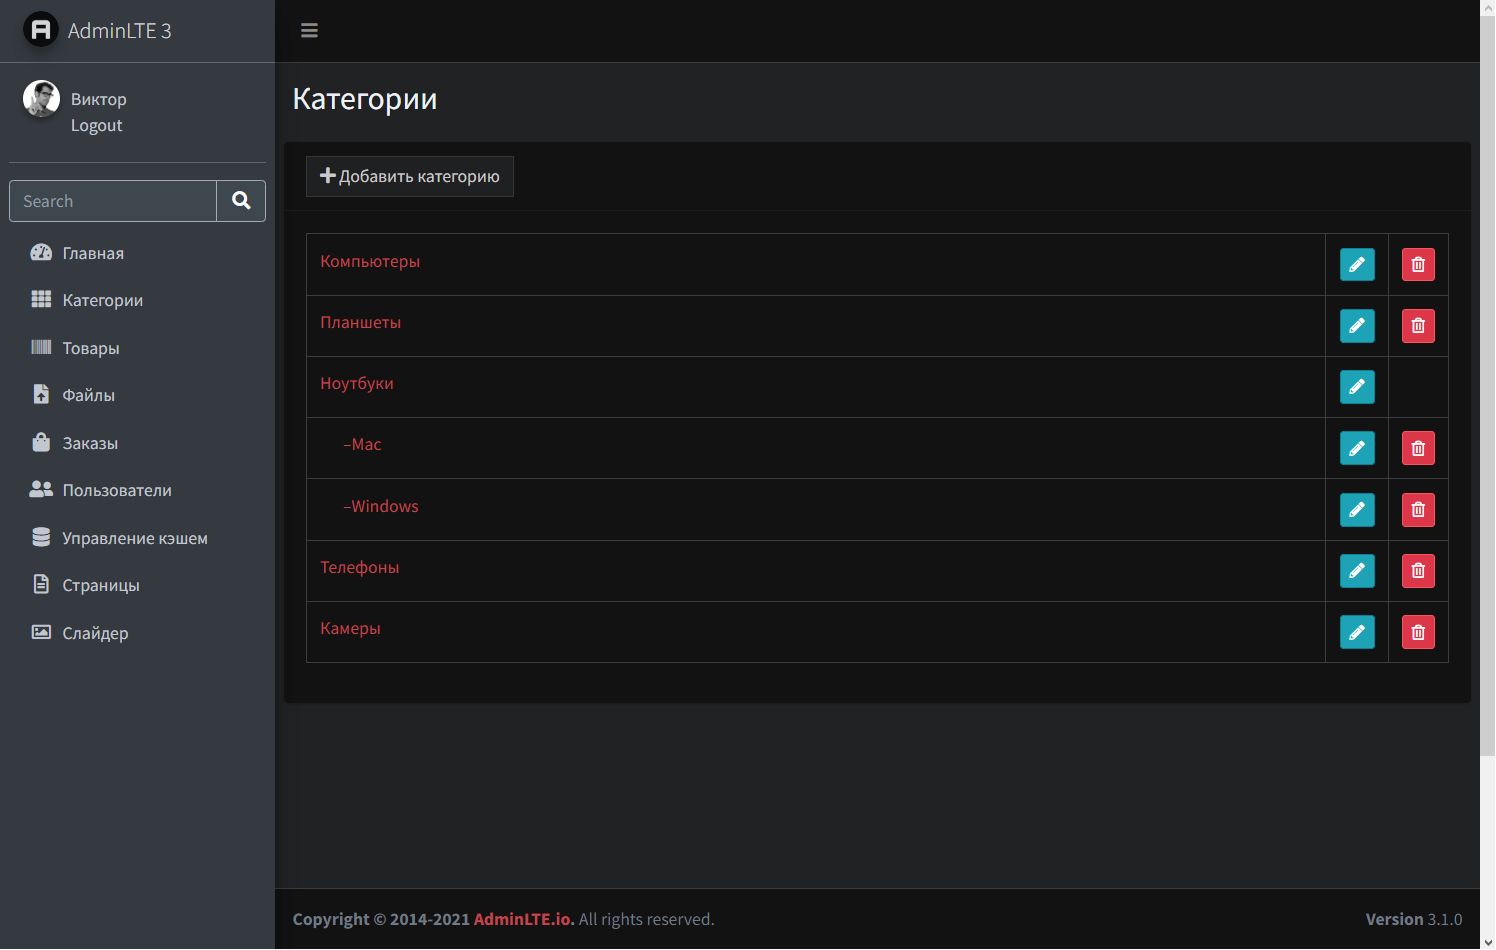 AdminLTE 3
Виктор
Logout
Search
Главная
Категории
Товары
Файлы
Заказы
Пользователи
Управление кэшем
Страницы
Слайдер
Категории
Добавить категорию
Компьютеры
Планшеты
Ноутбуки
–Mac
–Windows
Телефоны
Камеры
Copyright © 2014-2021 AdminLTE.io. All rights reserved.
Version 3.1.0